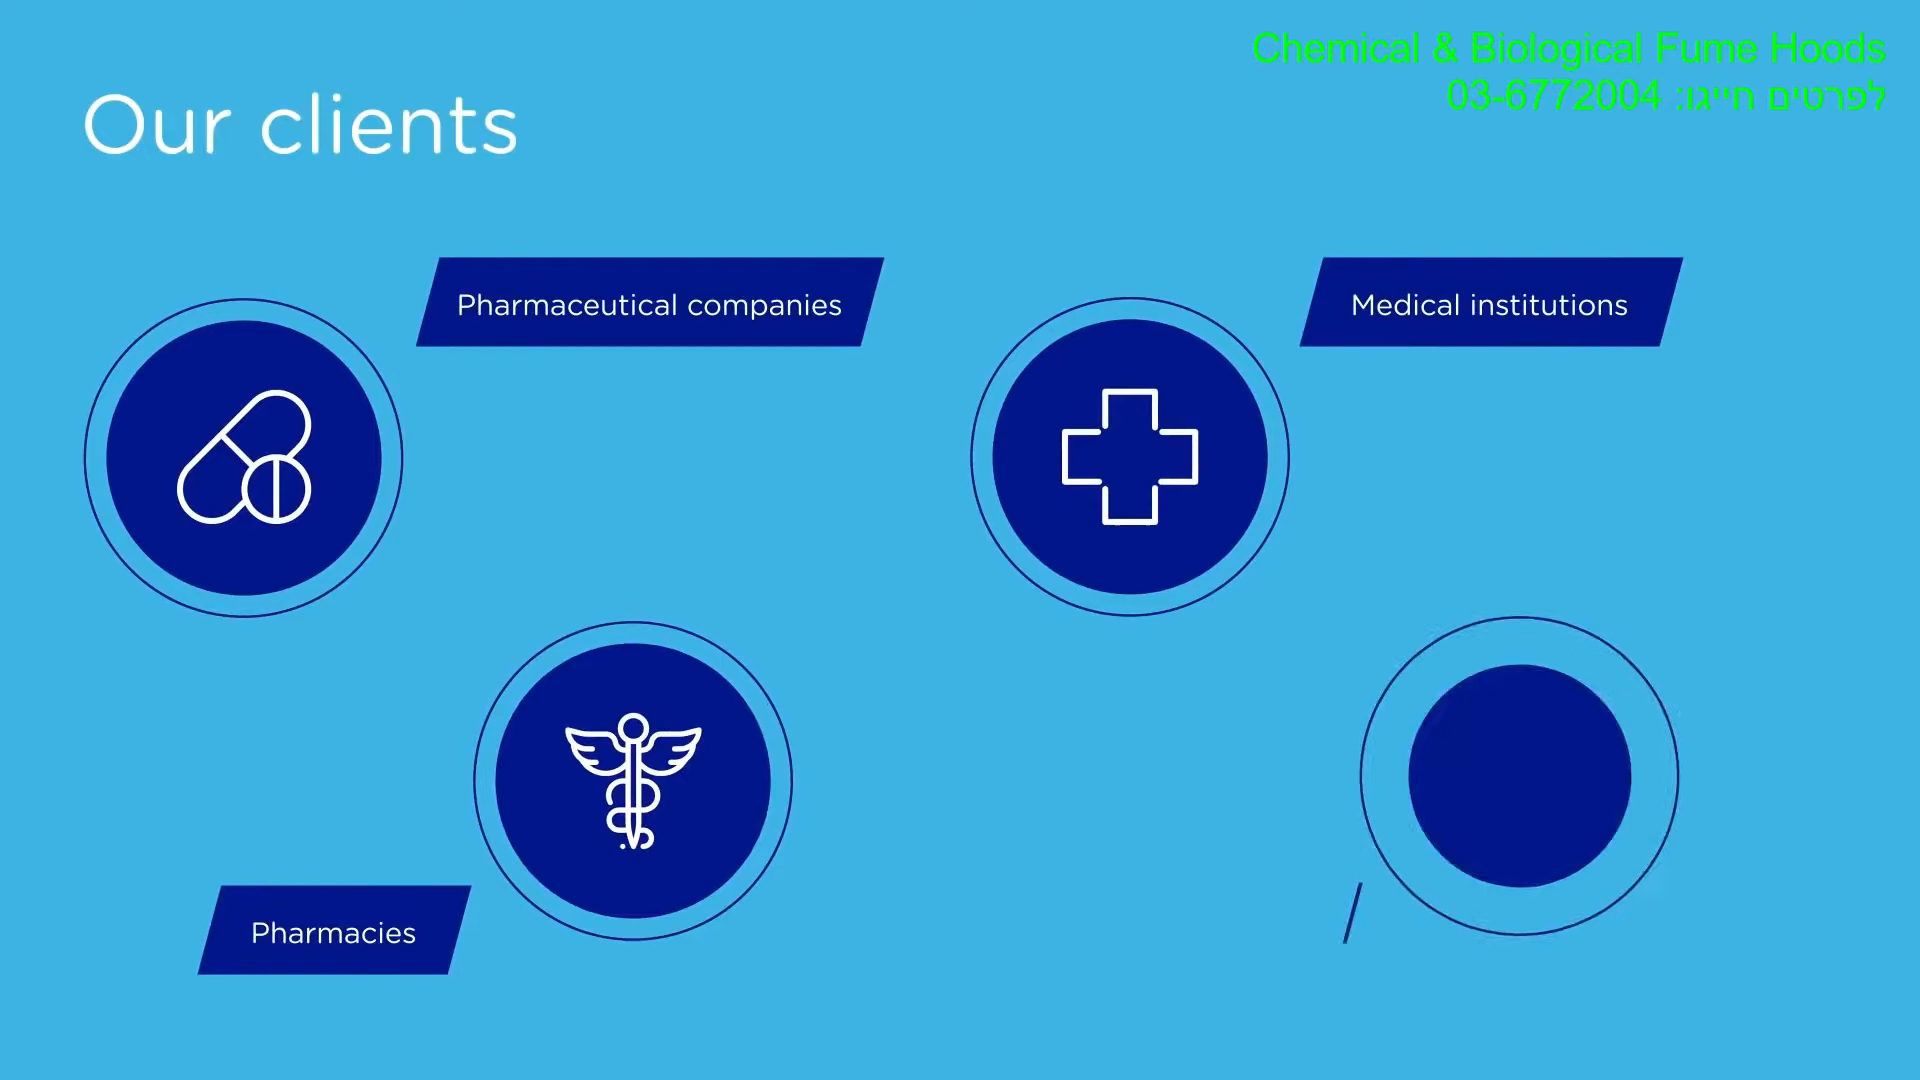 Chemical & Biological Fume Hoods
לפרטים חייגו: 03-6772004
Our clients
Pharmaceutical companies
Medical institutions
Pharmacies